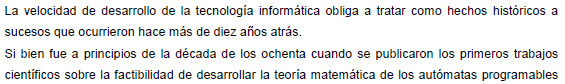 La velocidad de desarrollo de la tecnología informática obliga a tratar como hechos históricos a
sucesos que ocurrieron hace más de diez años atrás.
Si bien fue a principios de la década de los ochenta cuando se publicaron los primeros trabajos
científicos sobre la factibilidad de desarrollar la teoría matemática de los autómatas programables